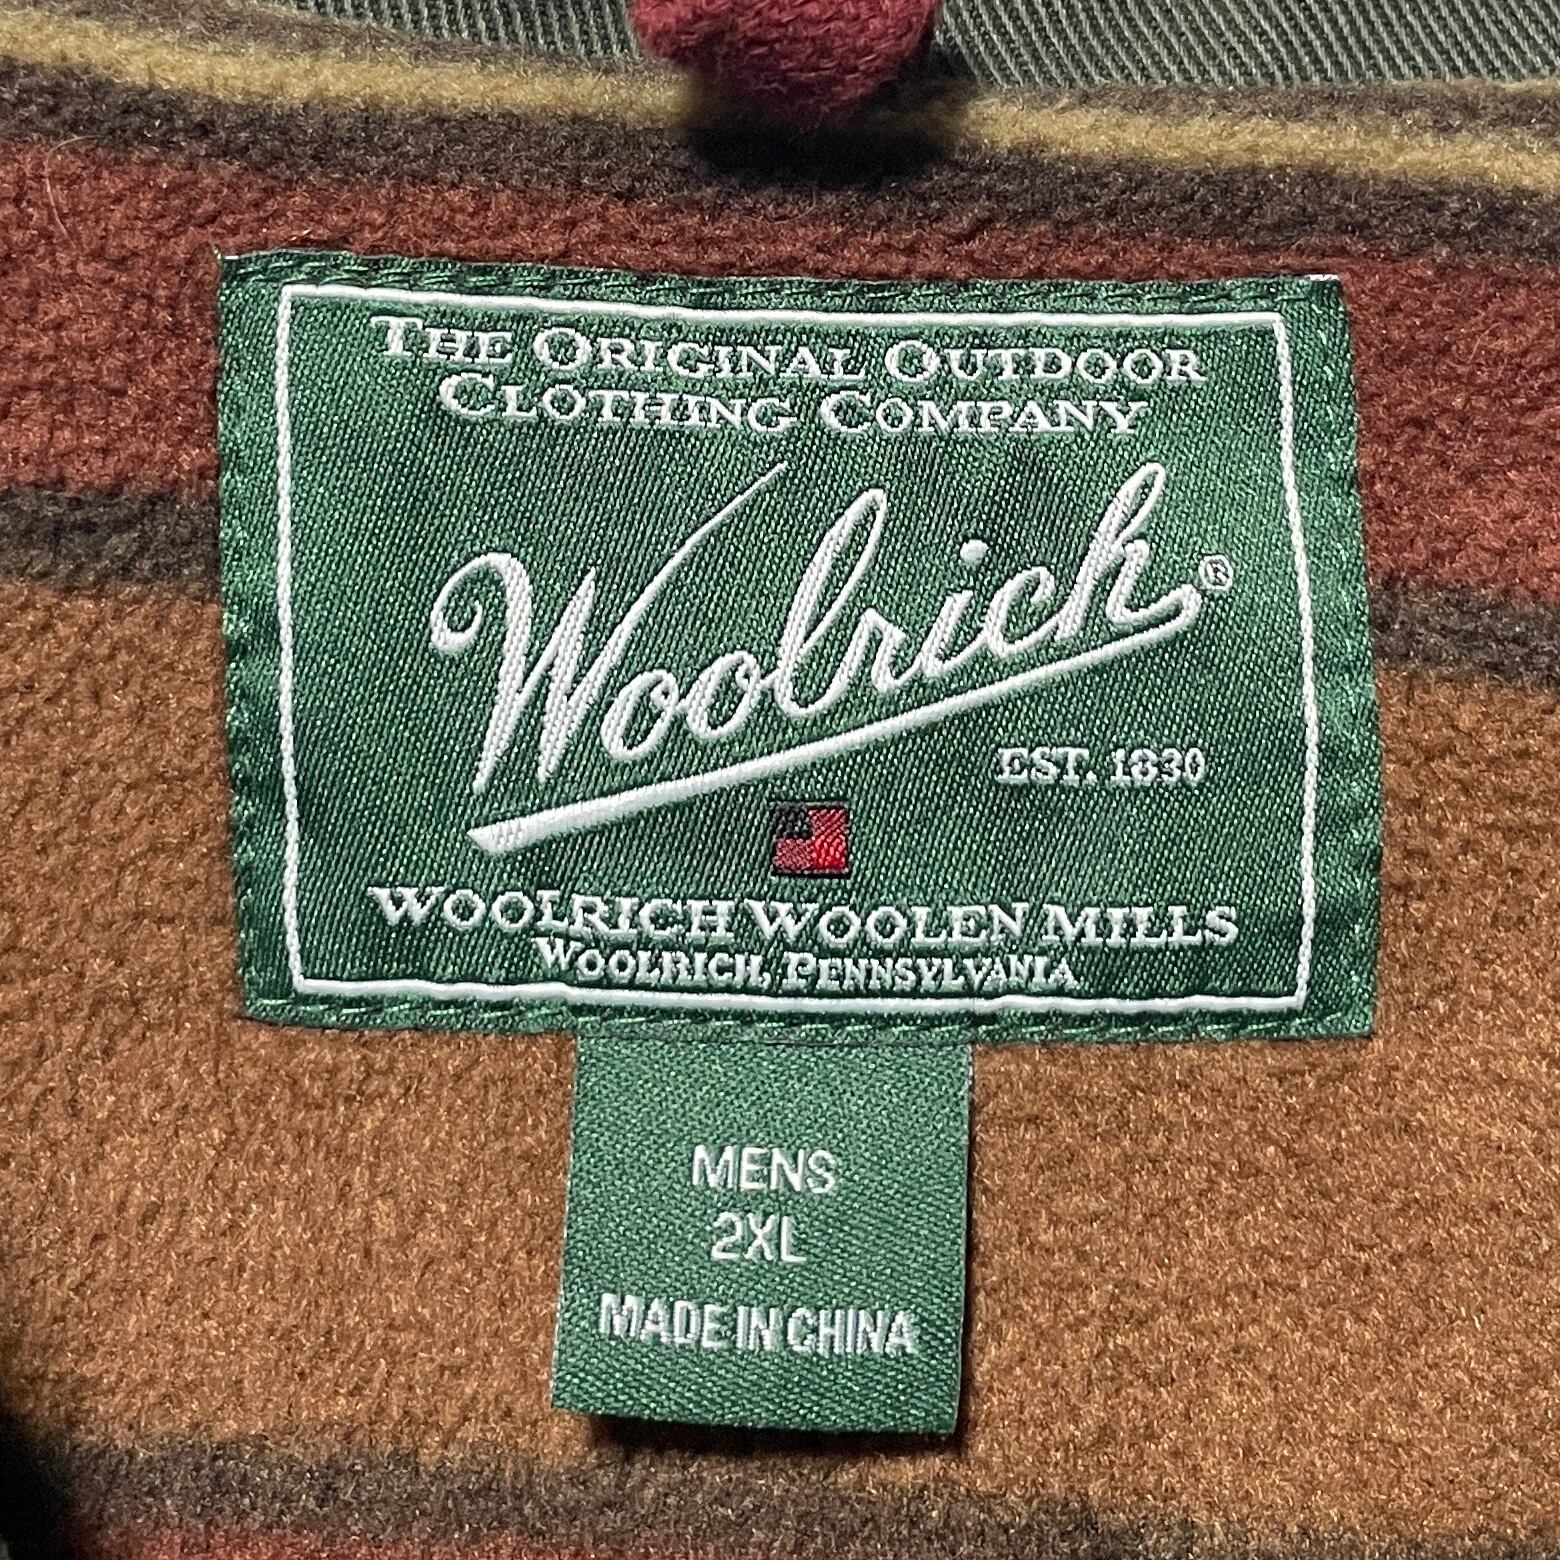 THE ORIGINAL OUTDOOR
CLOTHING COMPANY
Woolrich®
EST. 1830
WOOLRICH WOOLEN MILLS
WOOLRICH, PENNSYLVANIA
MENS
2XL
MADE IN CHINA